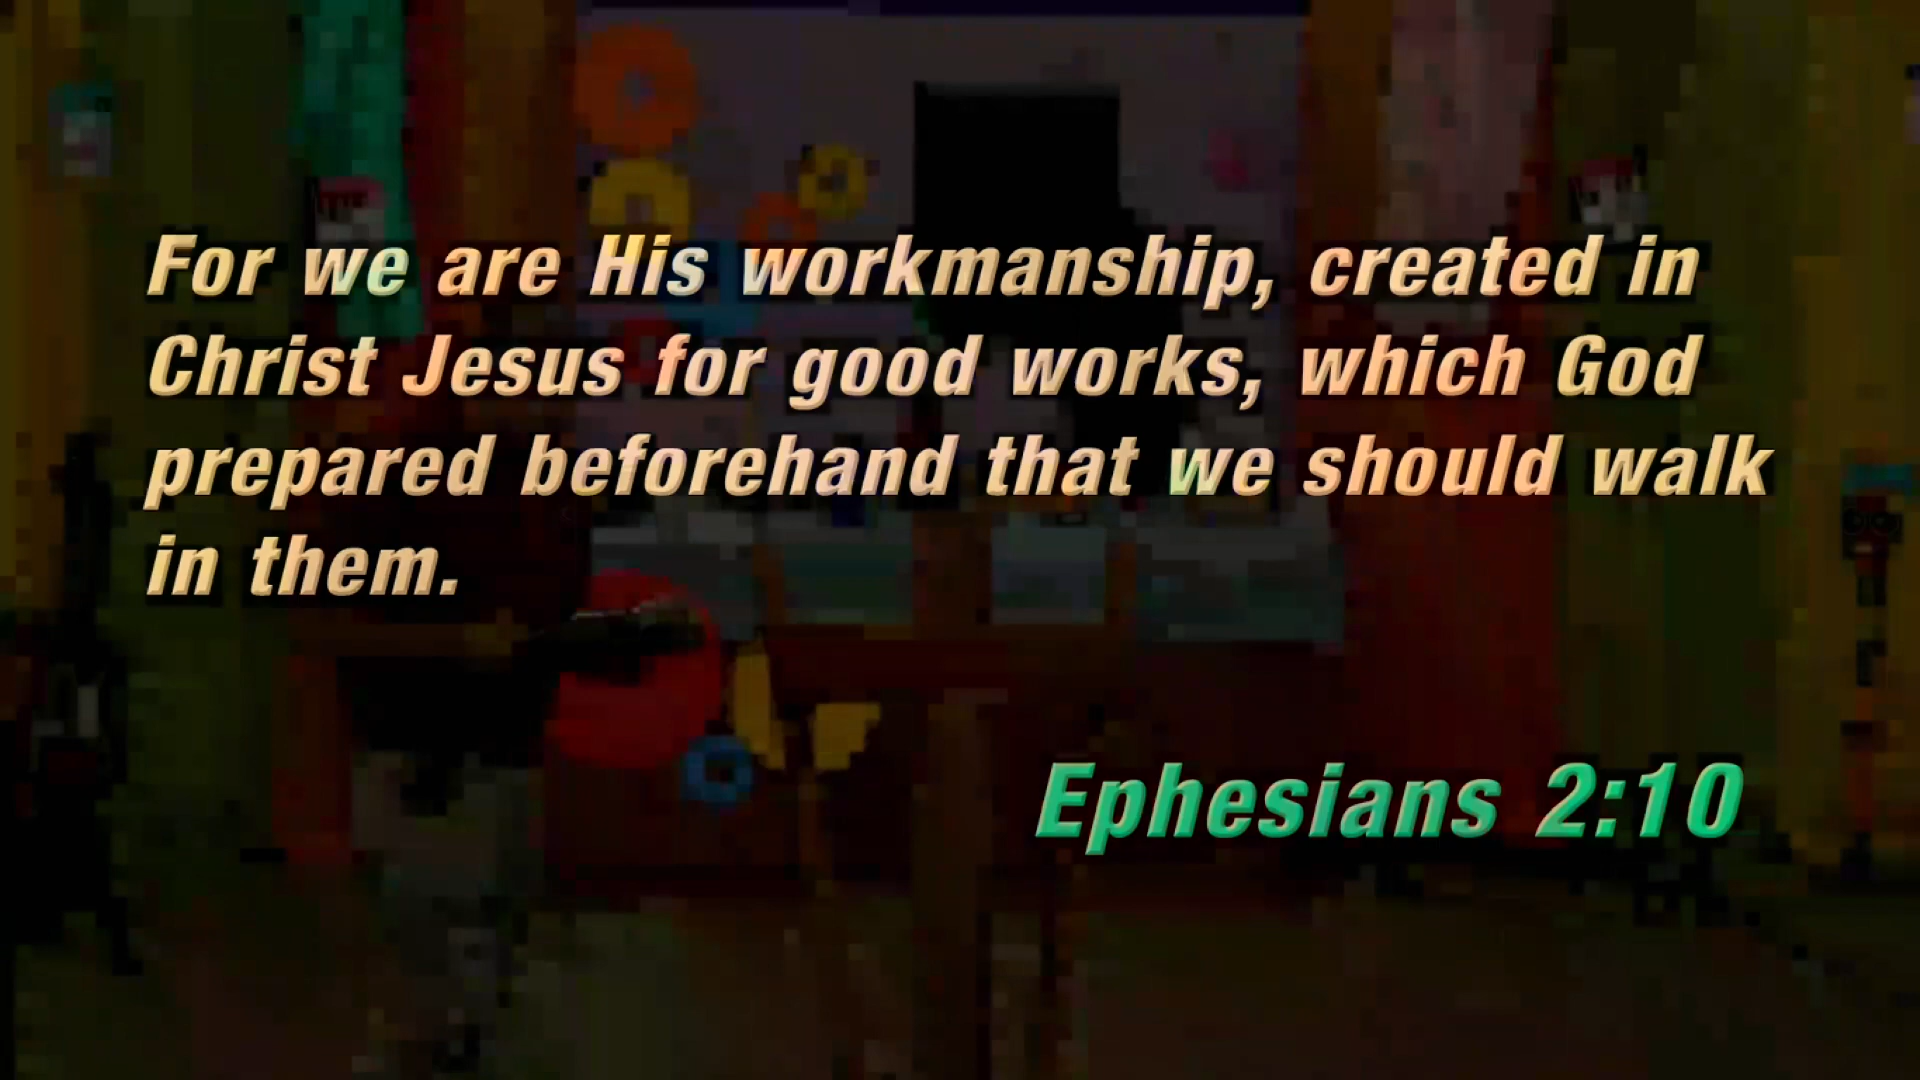 For we are His workmanship, created in
Christ Jesus for good works, which God
prepared beforehand that we should walk
in them.
Ephesians 2:10